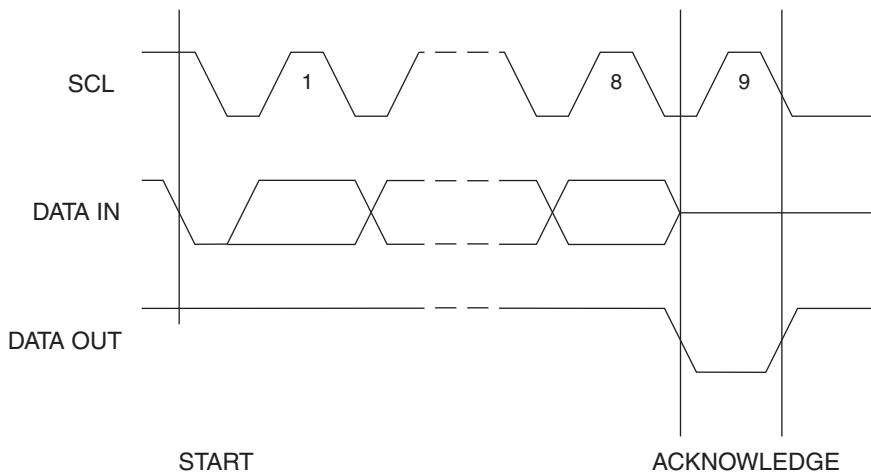 SCL
1
8
9
DATA IN
DATA OUT
START
ACKNOWLEDGE